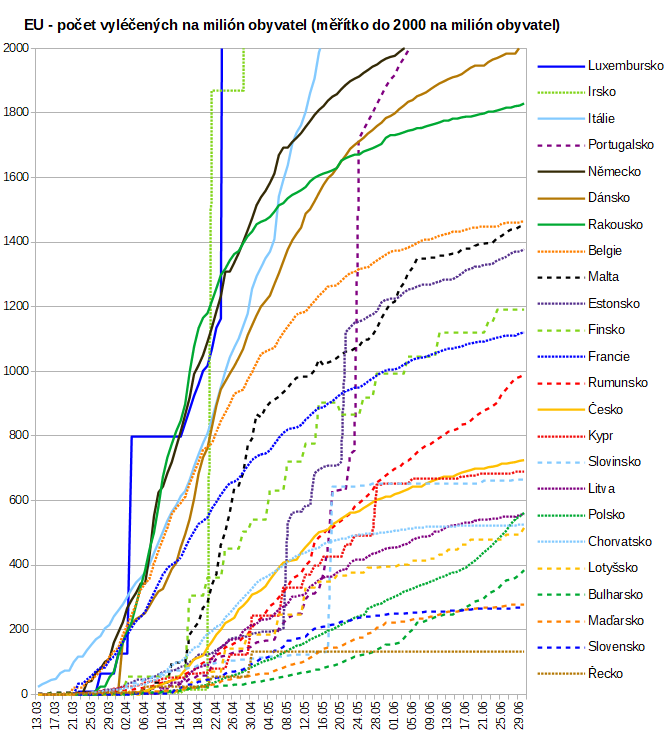 EU - počet vyléčených na milión obyvatel (měřítko do 2000 na milión obyvatel)
2000
1800
1600
1400
1200
1000
800
600
400
200
0
13.03 17.03 21.03 25.03 29.03 02.04 06.04 10.04 14.04 18.04 22.04 26.04 30.04 04.05 08.05 12.05 16.05 20.05 24.05 28.05 01.06 05.06 09.06 13.06 17.06 21.06 25.06 29.06
Luxembursko
Irsko
Itálie
Portugalsko
Německo
Dánsko
Rakousko
Belgie
Malta
Estonsko
Finsko
Francie
Rumunsko
Česko
Kypr
Slovinsko
Litva
Polsko
Chorvatsko
Lotyšsko
Bulharsko
Maďarsko
Slovensko
Řecko